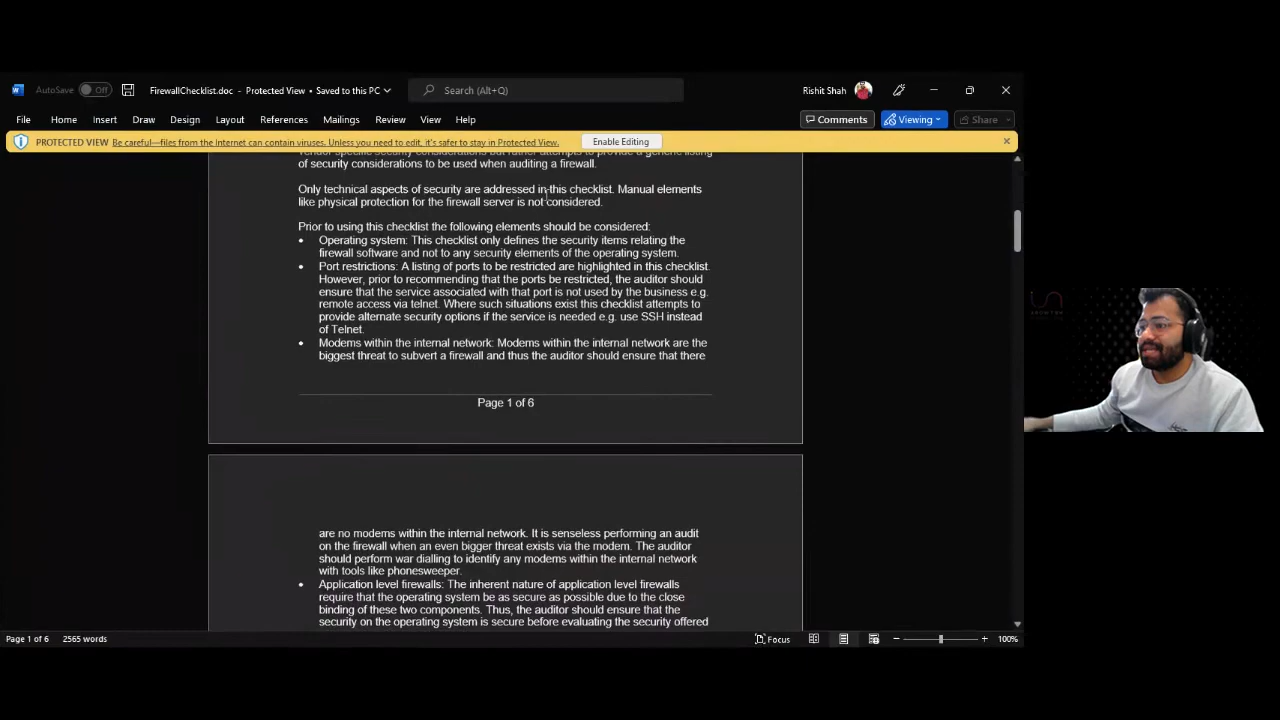 AutoSave Off FirewallChecklist.doc - Protected View • Saved to this PC Search (Alt+Q) Rishit Shah
File Home Insert Draw Design Layout References Mailings Review View Help Comments Viewing Share
PROTECTED VIEW Be careful—files from the Internet can contain viruses. Unless you need to edit, it's safer to stay in Protected View. Enable Editing
vendor specific security considerations but rather attempts to provide a generic listing
of security considerations to be used when auditing a firewall.
Only technical aspects of security are addressed in this checklist. Manual elements
like physical protection for the firewall server is not considered.
Prior to using this checklist the following elements should be considered:
• Operating system: This checklist only defines the security items relating the
firewall software and not to any security elements of the operating system.
• Port restrictions: A listing of ports to be restricted are highlighted in this checklist.
However, prior to recommending that the ports be restricted, the auditor should
ensure that the service associated with that port is not used by the business e.g.
remote access via telnet. Where such situations exist this checklist attempts to
provide alternate security options if the service is needed e.g. use SSH instead
of Telnet.
• Modems within the internal network: Modems within the internal network are the
biggest threat to subvert a firewall and thus the auditor should ensure that there
Page 1 of 6
are no modems within the internal network. It is senseless performing an audit
on the firewall when an even bigger threat exists via the modem. The auditor
should perform war dialling to identify any modems within the internal network
with tools like phonesweeper.
• Application level firewalls: The inherent nature of application level firewalls
require that the operating system be as secure as possible due to the close
binding of these two components. Thus, the auditor should ensure that the
security on the operating system is secure before evaluating the security offered
Page 1 of 6 2565 words Focus 100%